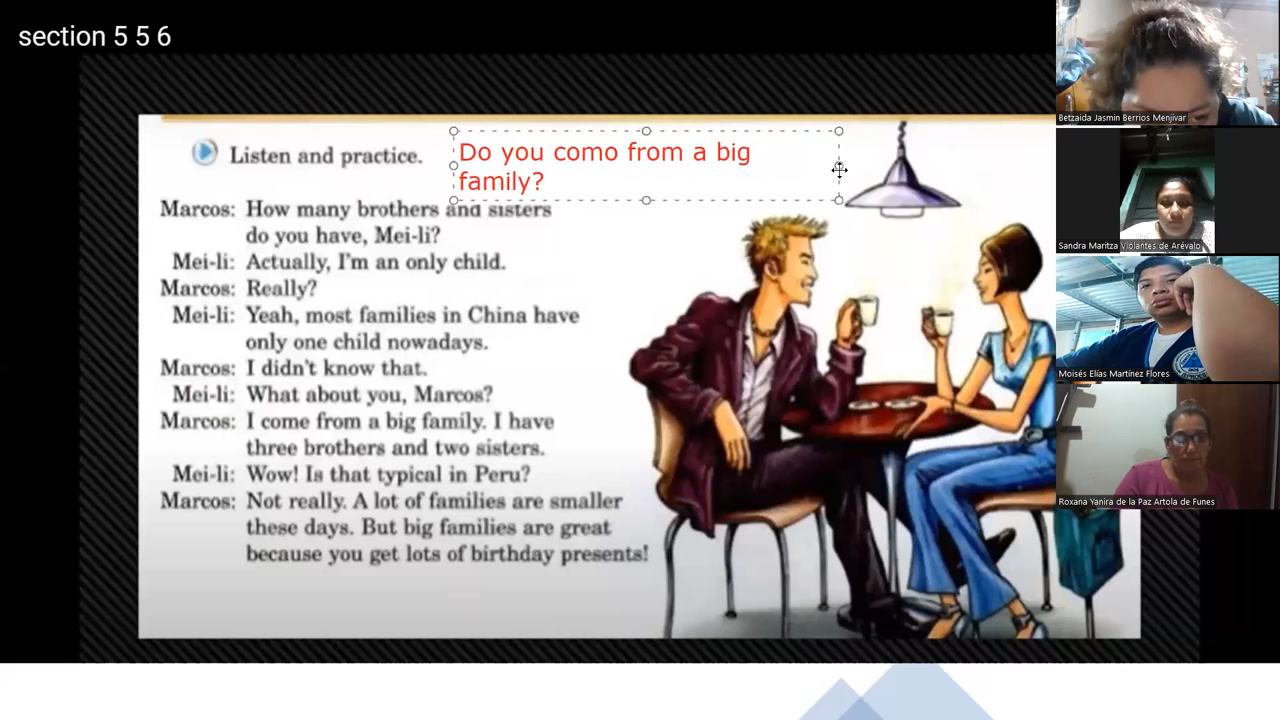 section 5 5 6
Listen and practice.
Do you como from a big
family?
Marcos: How many brothers and sisters
do you have, Mei-li?
Mei-li: Actually, I'm an only child.
Marcos: Really?
Mei-li: Yeah, most families in China have
only one child nowadays.
Marcos: I didn't know that.
Mei-li: What about you, Marcos?
Marcos: I come from a big family. I have
three brothers and two sisters.
Mei-li: Wow! Is that typical in Peru?
Marcos: Not really. A lot of families are smaller
these days. But big families are great
because you get lots of birthday presents!
Betzaida Jasmin Berrios Menjivar
Sandra Maritza Violantes de Arévalo
Moisés Elías Martínez Flores
Roxana Yanira de la Paz Artola de Funes